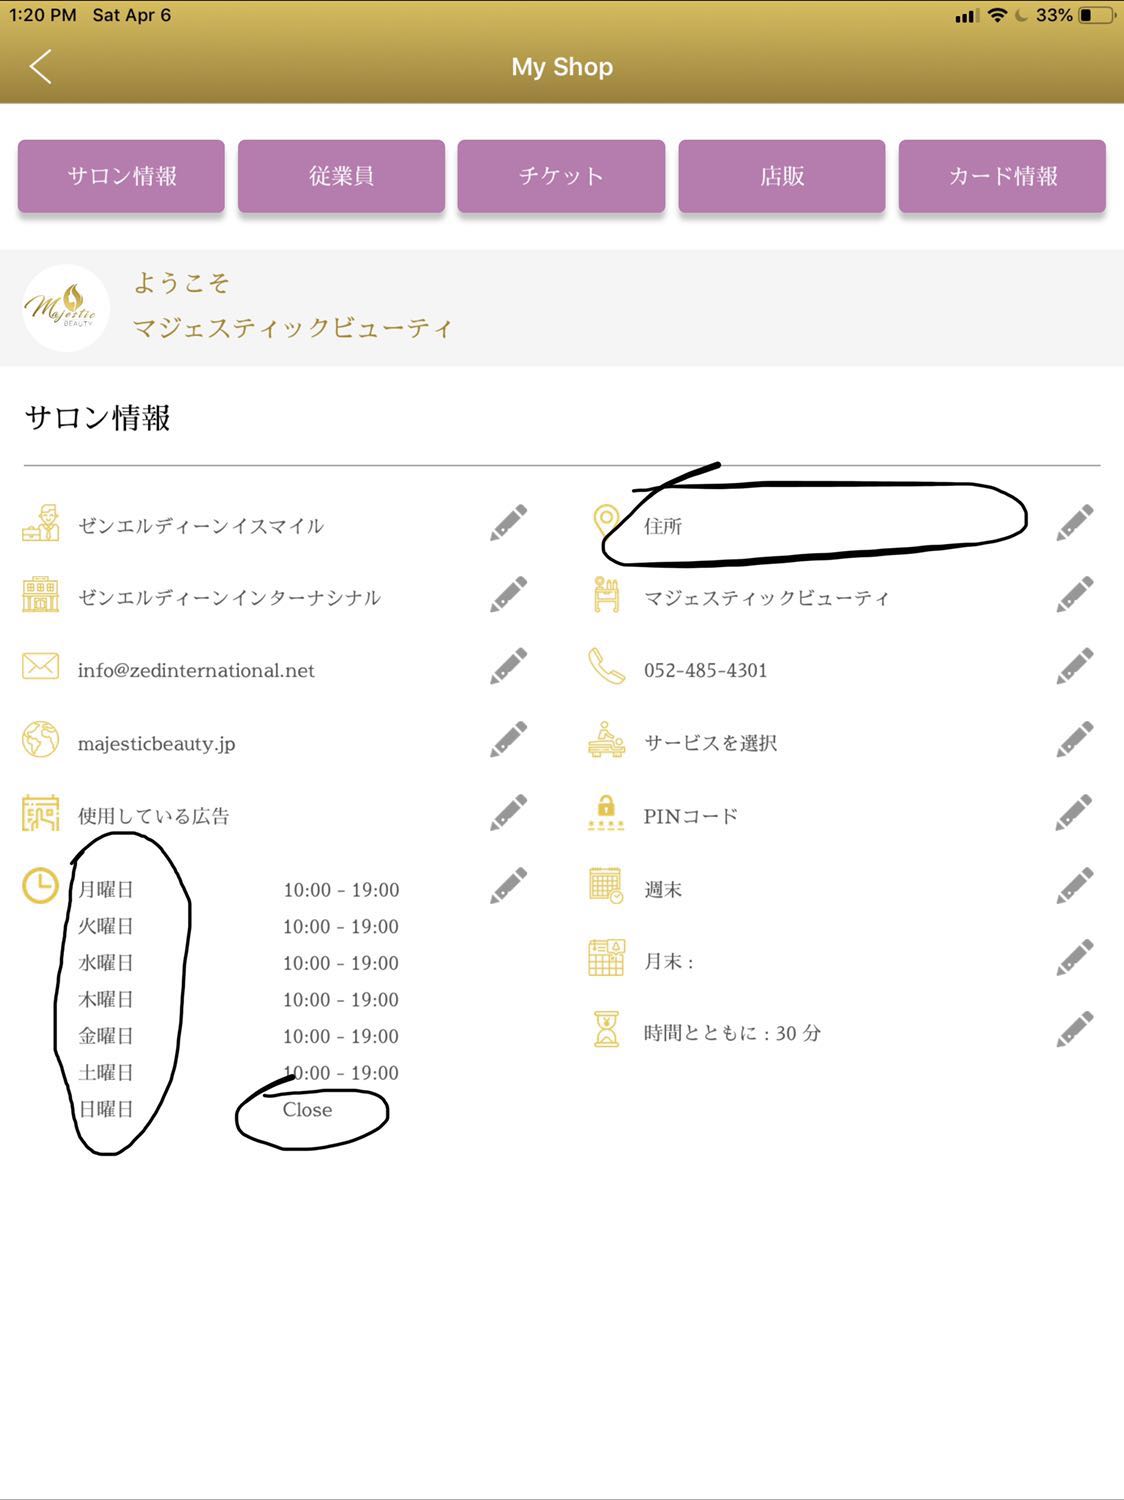 1:20 PM Sat Apr 6 33%
My Shop
サロン情報 従業員 チケット 店販 カード情報
Majestic
BEAUTY
ようこそ
マジェスティックビューティ
サロン情報
ゼンエルディーンイスマイル
住所
ゼンエルディーンインターナシナル
マジェスティックビューティ
info@zedinternational.net
052-485-4301
majesticbeauty.jp
サービスを選択
使用している広告
PINコード
月曜日 10:00 - 19:00
週末
火曜日 10:00 - 19:00
水曜日 10:00 - 19:00
月末 :
木曜日 10:00 - 19:00
金曜日 10:00 - 19:00
時間とともに : 30 分
土曜日 10:00 - 19:00
日曜日 Close